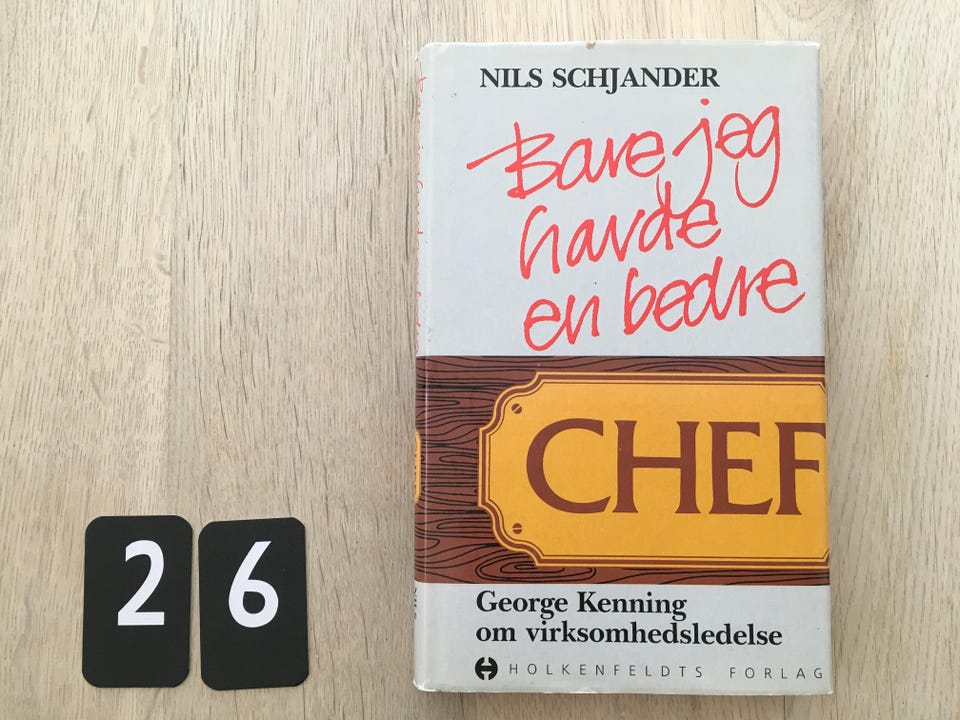 NILS SCHJANDER
Bare jeg
havde
en bedre
CHEF
George Kenning
om virksomhedsledelse
HOLKENFELDTS FORLAG
2 6